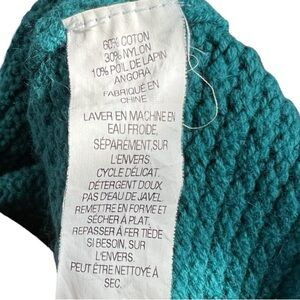 60% COTON
30% NYLON
10% POIL DE LAPIN
ANGORA
FABRIQUÉ EN
CHINE
LAVER EN MACHINE EN
EAU FROIDE,
SÉPARÉMENT, SUR
L'ENVERS.
CYCLE DÉLICAT.
DÉTERGENT DOUX
PAS D'EAU DE JAVEL.
REMETTRE EN FORME ET
SÉCHER À PLAT.
REPASSER À FER TIÈDE
SI BESOIN, SUR
L'ENVERS.
PEUT ÊTRE NETTOYÉ À
SEC.